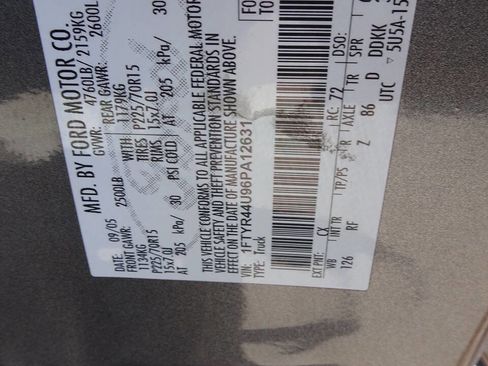 MFD. BY FORD MOTOR CO.
DATE: 09/05 GVWR: 4760LB/ 2159KG
FRONT GAWR: 2500LB REAR GAWR: 2600L
1134KG WITH 1179KG
P225/70R15 TIRES P225/70R15
15x7.0J RIMS 15x7.0J
AT 205 kPa/ 30 PSI COLD AT 205 kPa/ 30
THIS VEHICLE CONFORMS TO ALL APPLICABLE FEDERAL MOTOR
VEHICLE SAFETY AND THEFT PREVENTION STANDARDS IN
EFFECT ON THE DATE OF MANUFACTURE SHOWN ABOVE.
VIN: 1FTYR44U96PA12631
TYPE: Truck
EXT PNT: CX RC: 72 DSO:
WB INT TR TP/PS R AXLE TR SPR
126 RF Z 86 D DDKK
UTC 5U5A-15